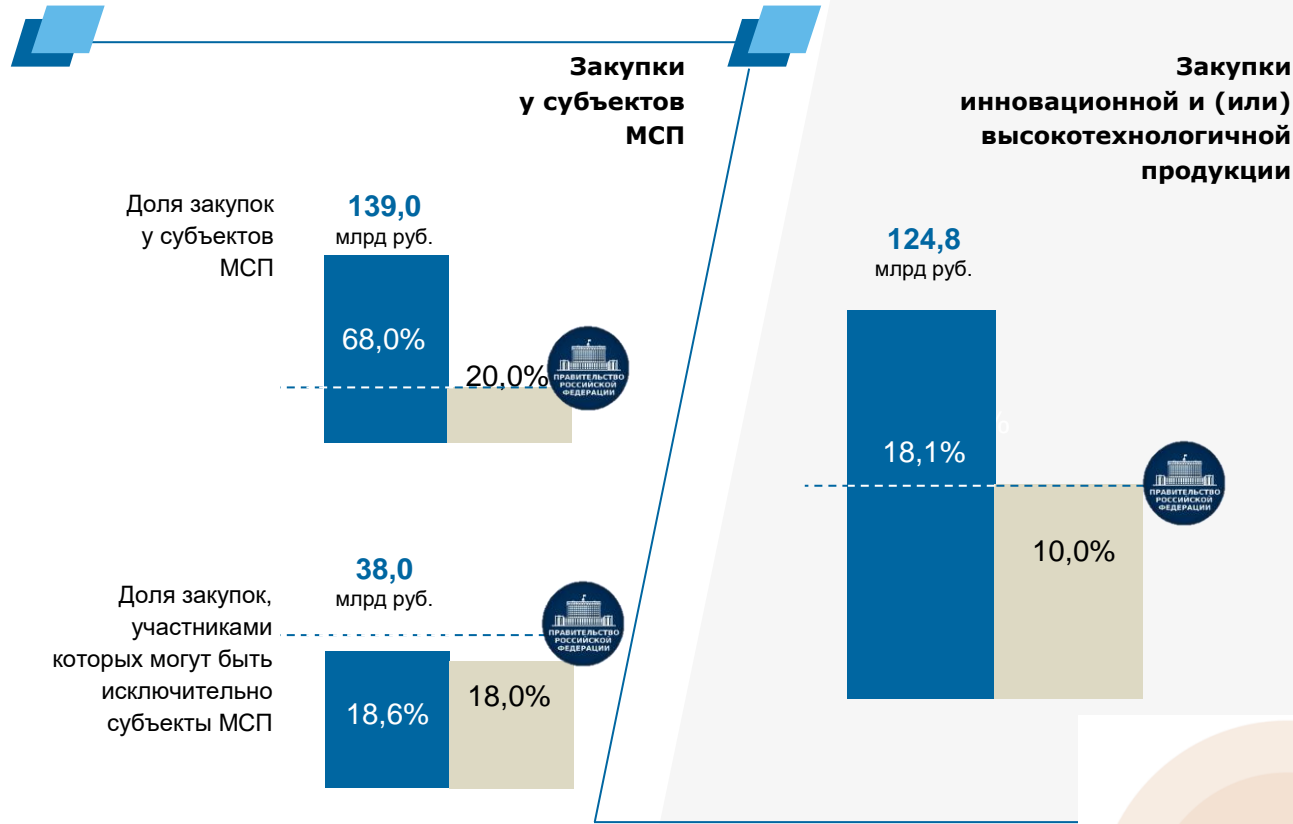 Закупки
у субъектов
МСП
Доля закупок
у субъектов
МСП
139,0
млрд руб.
68,0%
20,0%
ПРАВИТЕЛЬСТВО
РОССИЙСКОЙ
ФЕДЕРАЦИИ
Доля закупок,
участниками
которых могут быть
исключительно
субъекты МСП
38,0
млрд руб.
18,6%
18,0%
ПРАВИТЕЛЬСТВО
РОССИЙСКОЙ
ФЕДЕРАЦИИ
Закупки
инновационной и (или)
высокотехнологичной
продукции
124,8
млрд руб.
%
18,1%
10,0%
ПРАВИТЕЛЬСТВО
РОССИЙСКОЙ
ФЕДЕРАЦИИ